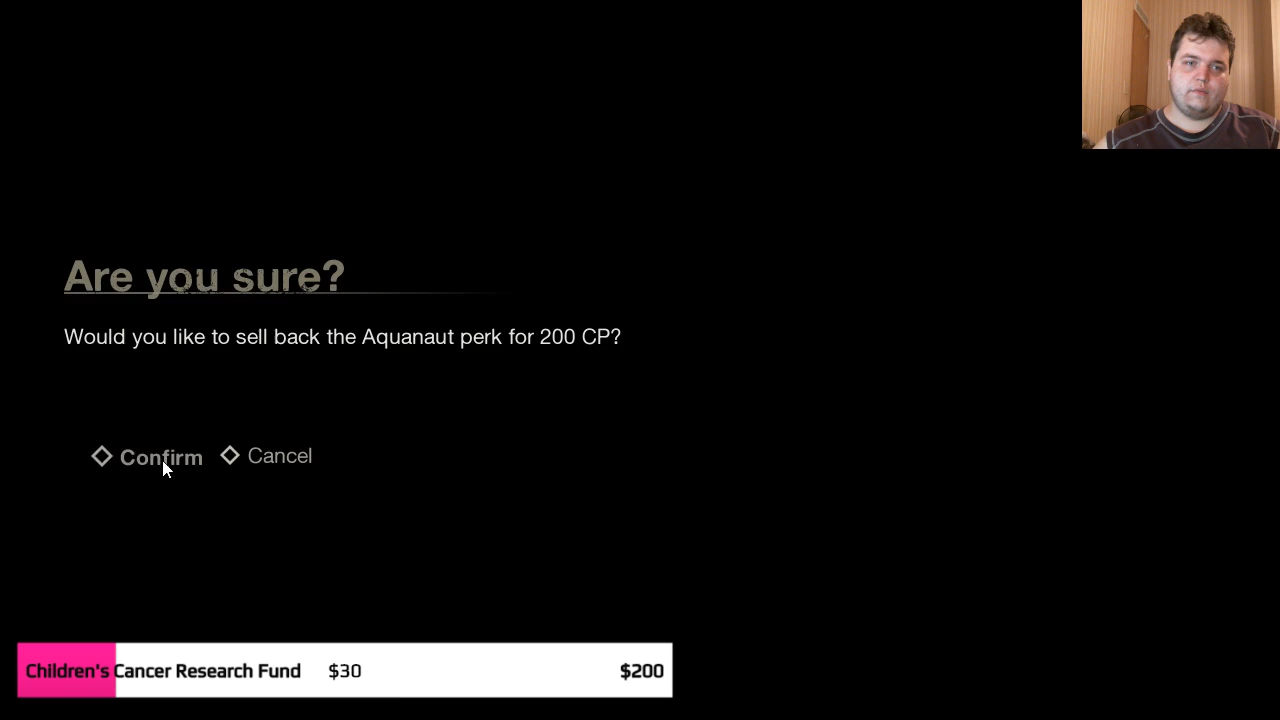 Are you sure?
Would you like to sell back the Aquanaut perk for 200 CP?
Confirm Cancel
Children's Cancer Research Fund $30 $200